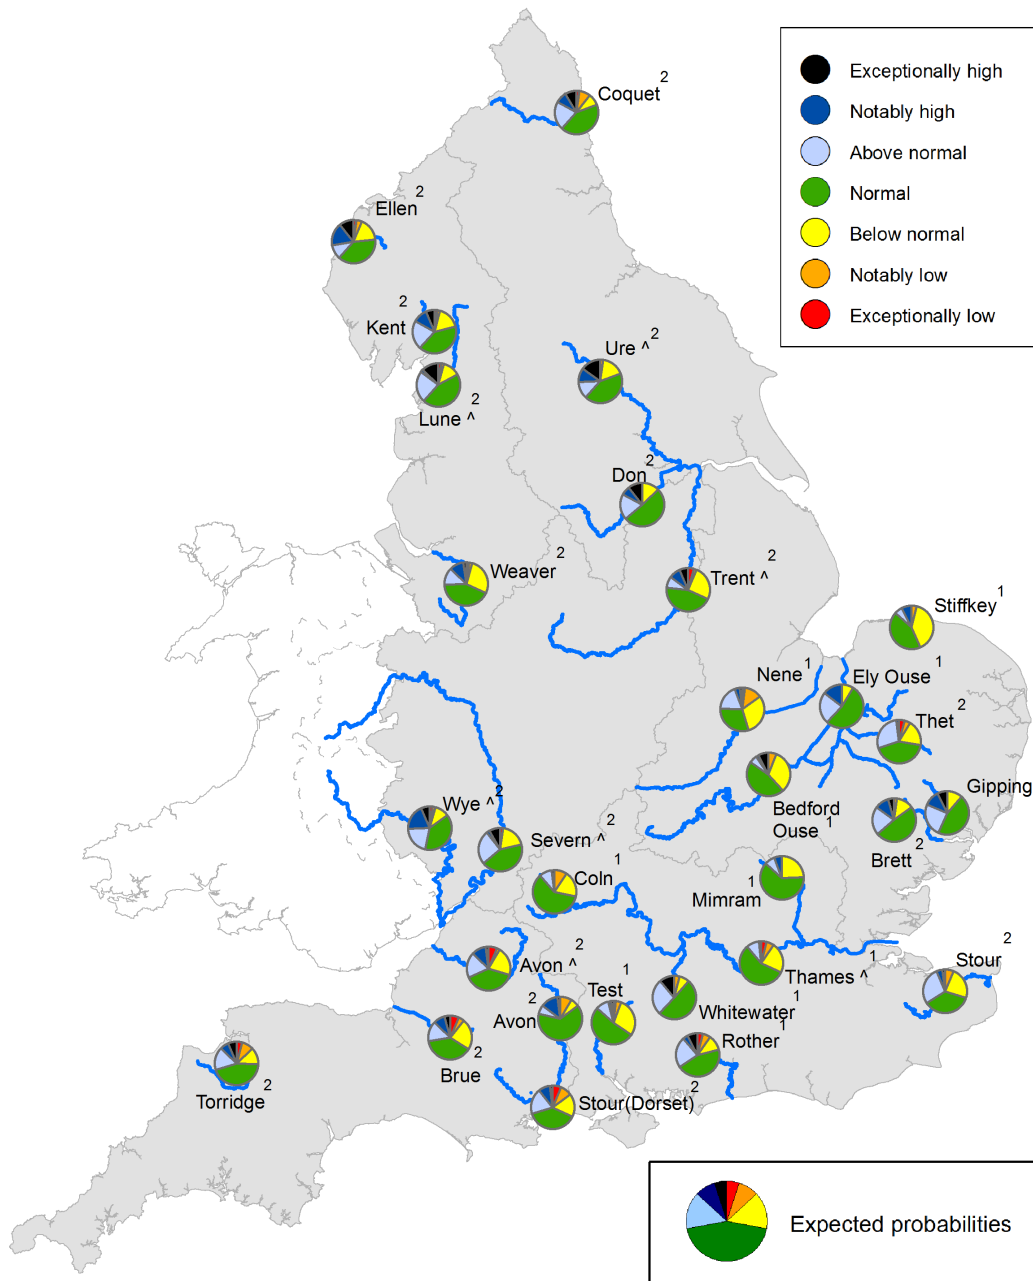 Exceptionally high
Notably high
Above normal
Normal
Below normal
Notably low
Exceptionally low
Coquet 2
Ellen 2
Kent 2
Lune ^ 2
Ure ^ 2
Don 2
Weaver 2
Trent ^ 2
Stiffkey 1
Nene 1
Ely Ouse 1
Thet 2
Gipping
Bedford
Ouse 1
Brett 2
Wye ^ 2
Severn ^ 2
Coln 1
Mimram 1
Avon ^ 2
Thames ^ 1
Stour 2
Test 1
Avon 2
Whitewater 1
Rother 1
Brue 2
Torridge 2
Stour(Dorset) 2
Expected probabilities